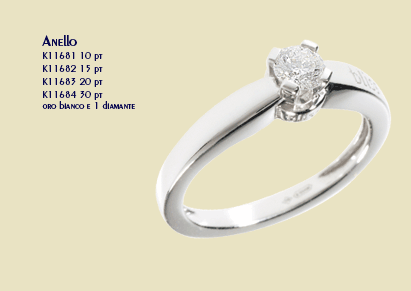 Anello
K11681 10 pt
K11682 15 pt
K11683 20 pt
K11684 30 pt
oro bianco e 1 diamante